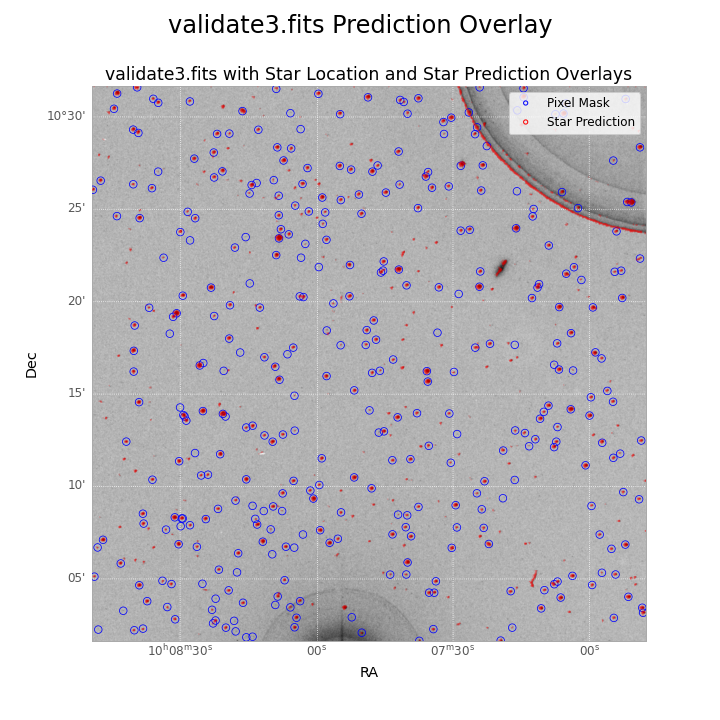 validate3.fits Prediction Overlay
validate3.fits with Star Location and Star Prediction Overlays
Pixel Mask
Star Prediction
10°30'
25'
20'
15'
10'
05'
Dec
10ʰ08ᵐ30ˢ
00ˢ
07ᵐ30ˢ
00ˢ
RA